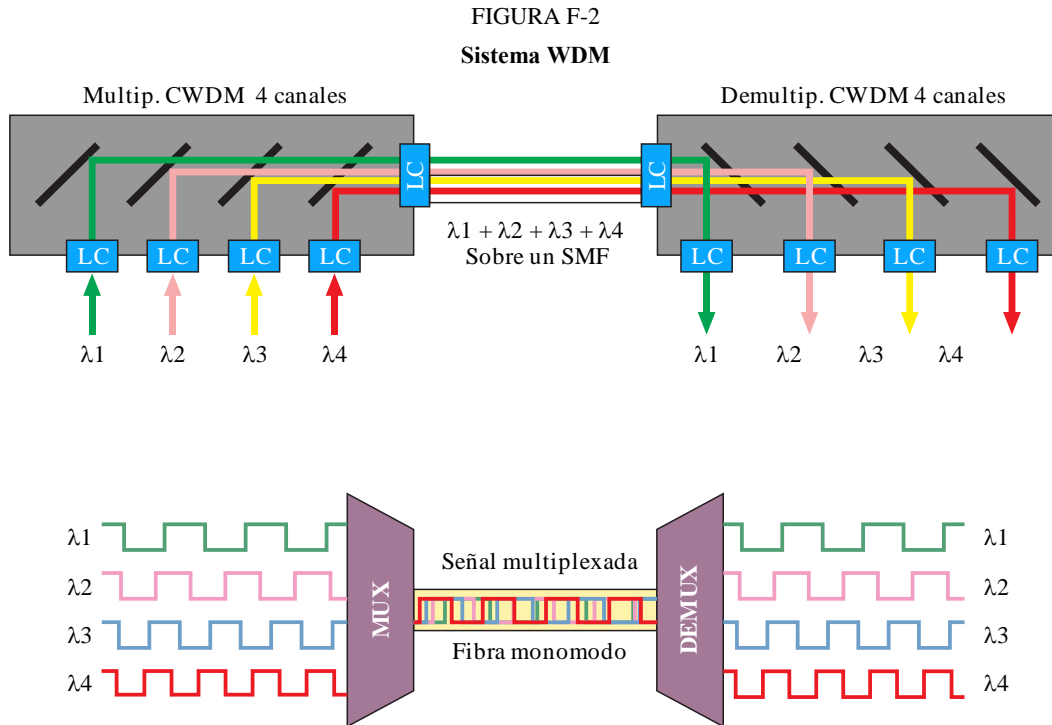 FIGURA F-2
Sistema WDM
Multip. CWDM 4 canales
Demultip. CWDM 4 canales
LC
LC
λ1 + λ2 + λ3 + λ4
Sobre un SMF
LC LC LC LC
LC LC LC LC
λ1 λ2 λ3 λ4
λ1 λ2 λ3 λ4
λ1
λ2
λ3
λ4
MUX
Señal multiplexada
Fibra monomodo
DEMUX
λ1
λ2
λ3
λ4